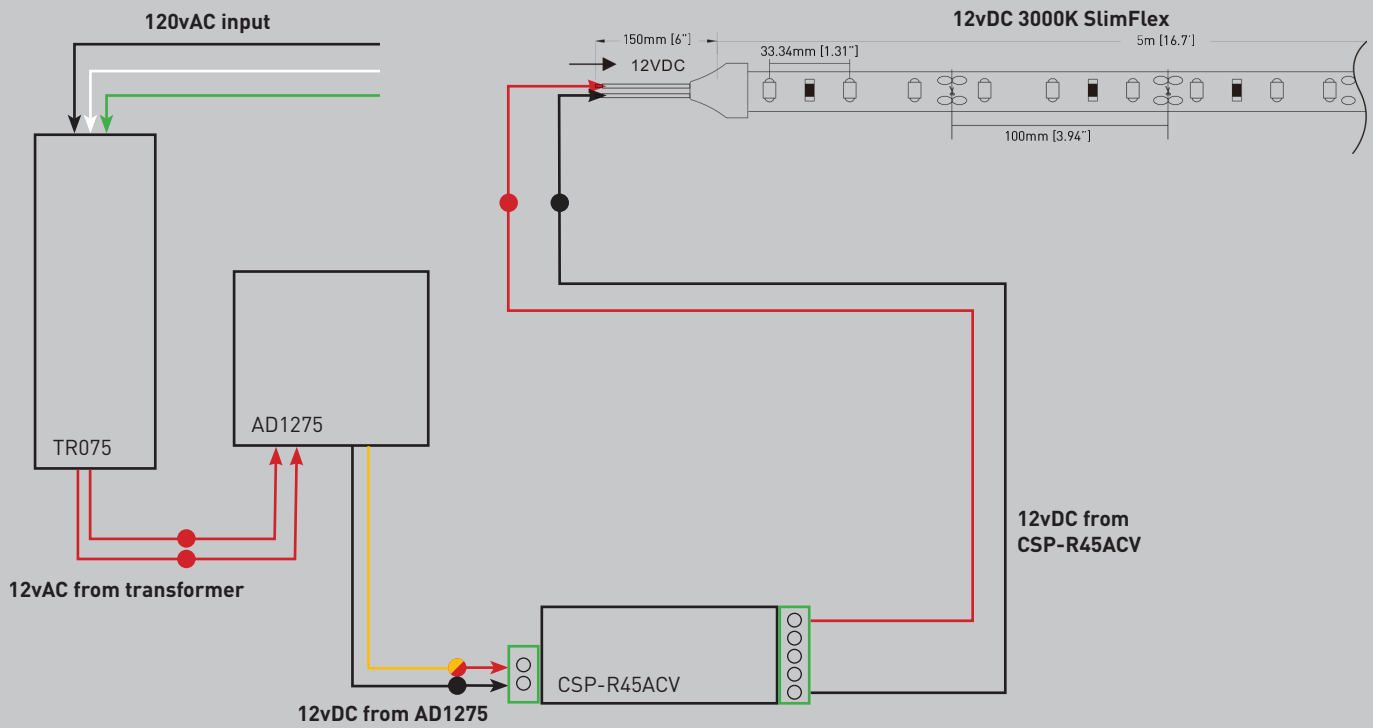 120vAC input
12vDC 3000K SlimFlex
150mm [6"]
5m [16.7'
33.34mm [1.31"]
12VDC
100mm [3.94"]
AD1275
TR075
12vDC from
CSP-R45ACV
12vAC from transformer
CSP-R45ACV
12vDC from AD1275